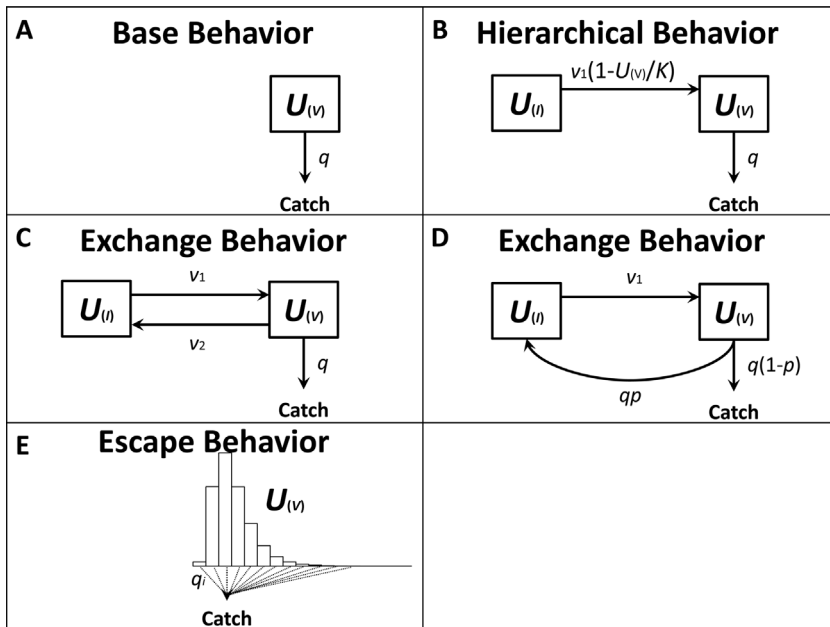 A Base Behavior
U(V)
q
Catch
B Hierarchical Behavior
v1(1-U(V)/K)
U(I) U(V)
q
Catch
C Exchange Behavior
v1
U(I) U(V)
v2
q
Catch
D Exchange Behavior
v1
U(I) U(V)
q(1-p)
qp
Catch
E Escape Behavior
U(V)
qi
Catch